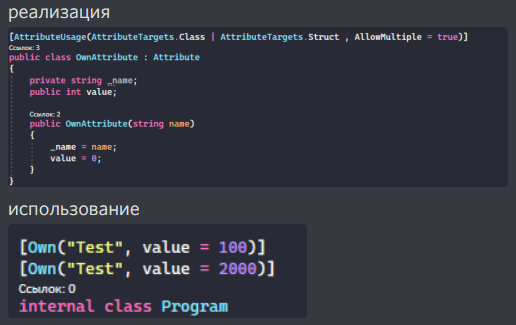 реализация
[AttributeUsage(AttributeTargets.Class | AttributeTargets.Struct , AllowMultiple = true)]
Ссылок: 3
public class OwnAttribute : Attribute
{
private string _name;
public int value;
Ссылок: 2
public OwnAttribute(string name)
{
_name = name;
value = 0;
}
}
использование
[Own("Test", value = 100)]
[Own("Test", value = 2000)]
Ссылок: 0
internal class Program